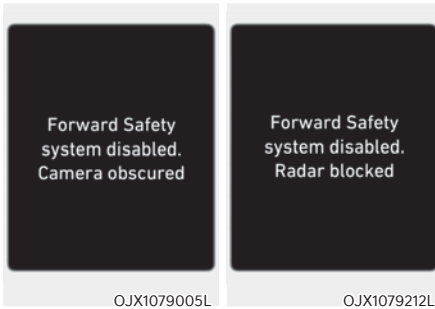 Forward Safety
system disabled.
Camera obscured
OJX1079005L
Forward Safety
system disabled.
Radar blocked
OJX1079212L